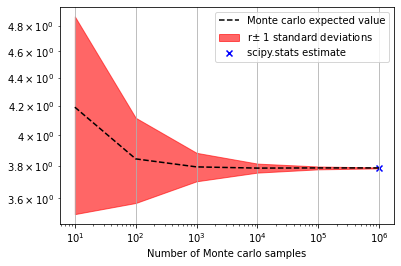 4.8 × 10⁰
4.6 × 10⁰
4.4 × 10⁰
4.2 × 10⁰
4 × 10⁰
3.8 × 10⁰
3.6 × 10⁰
Monte carlo expected value
r± 1 standard deviations
scipy.stats estimate
10¹
10²
10³
10⁴
10⁵
10⁶
Number of Monte carlo samples